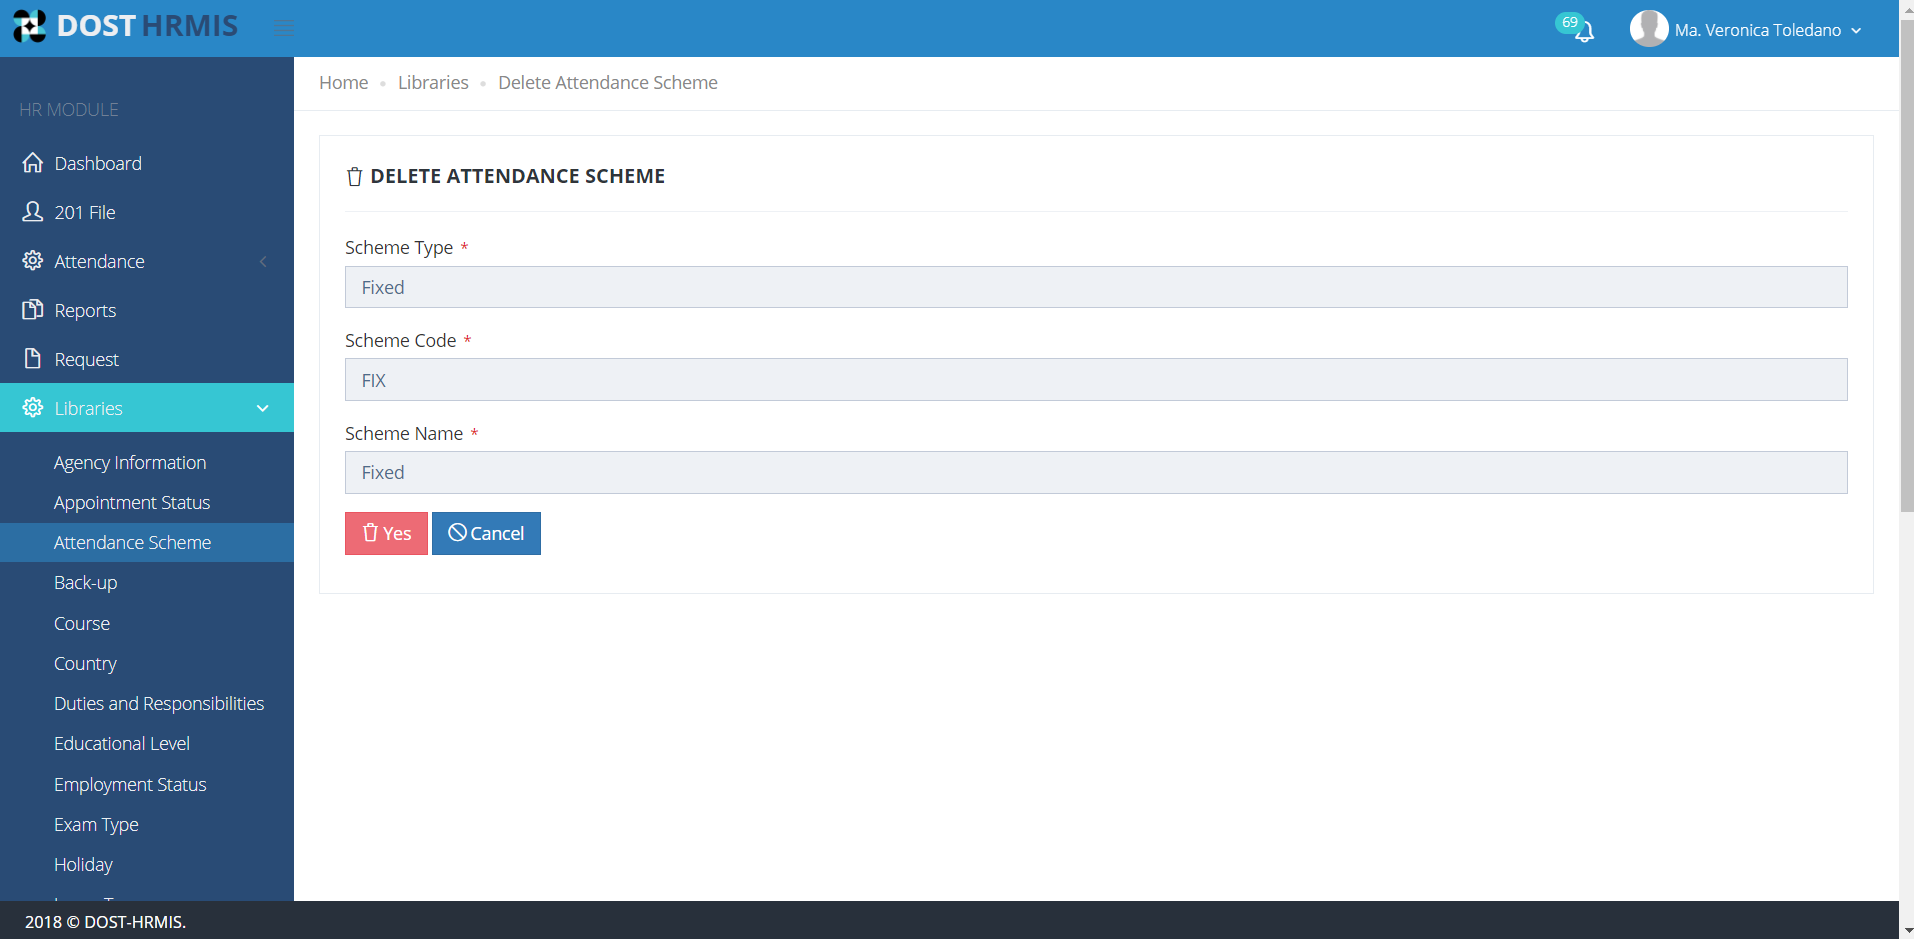 DOST HRMIS
69
Ma. Veronica Toledano
HR MODULE
Dashboard
201 File
Attendance
Reports
Request
Libraries
Agency Information
Appointment Status
Attendance Scheme
Back-up
Course
Country
Duties and Responsibilities
Educational Level
Employment Status
Exam Type
Holiday
Home • Libraries • Delete Attendance Scheme
DELETE ATTENDANCE SCHEME
Scheme Type *
Fixed
Scheme Code *
FIX
Scheme Name *
Fixed
Yes Cancel
2018 © DOST-HRMIS.